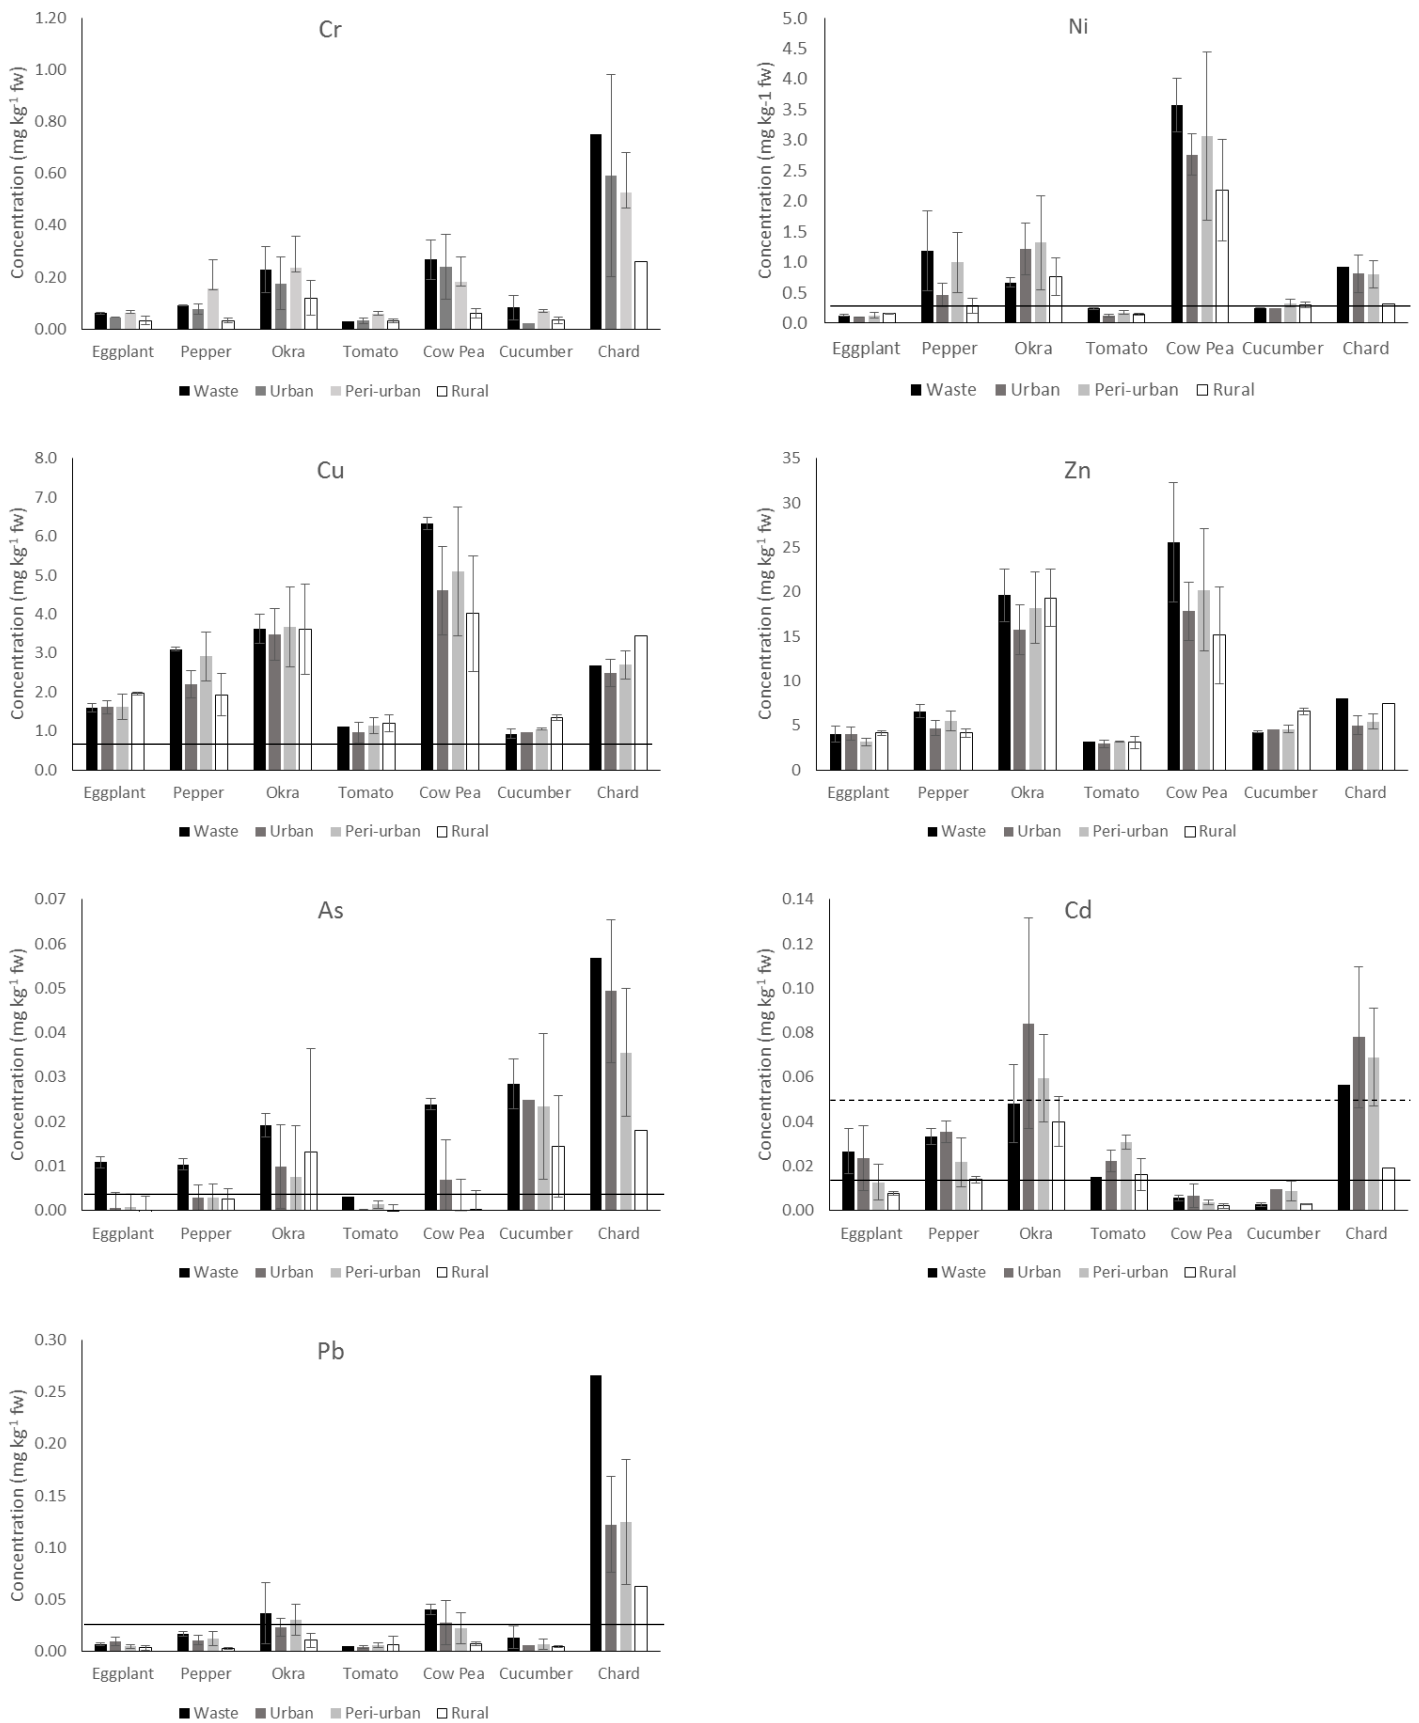 Cr
Concentration (mg kg-1 fw)
1.20
1.00
0.80
0.60
0.40
0.20
0.00
Eggplant Pepper Okra Tomato Cow Pea Cucumber Chard
Waste Urban Peri-urban Rural
Ni
Concentration (mg kg-1 fw)
5.0
4.5
4.0
3.5
3.0
2.5
2.0
1.5
1.0
0.5
0.0
Eggplant Pepper Okra Tomato Cow Pea Cucumber Chard
Waste Urban Peri-urban Rural
Cu
Concentration (mg kg-1 fw)
8.0
7.0
6.0
5.0
4.0
3.0
2.0
1.0
0.0
Eggplant Pepper Okra Tomato Cow Pea Cucumber Chard
Waste Urban Peri-urban Rural
Zn
Concentration (mg kg-1 fw)
35
30
25
20
15
10
5
0
Eggplant Pepper Okra Tomato Cow Pea Cucumber Chard
Waste Urban Peri-urban Rural
As
Concentration (mg kg-1 fw)
0.07
0.06
0.05
0.04
0.03
0.02
0.01
0.00
Eggplant Pepper Okra Tomato Cow Pea Cucumber Chard
Waste Urban Peri-urban Rural
Cd
Concentration (mg kg-1 fw)
0.14
0.12
0.10
0.08
0.06
0.04
0.02
0.00
Eggplant Pepper Okra Tomato Cow Pea Cucumber Chard
Waste Urban Peri-urban Rural
Pb
Concentration (mg kg-1 fw)
0.30
0.25
0.20
0.15
0.10
0.05
0.00
Eggplant Pepper Okra Tomato Cow Pea Cucumber Chard
Waste Urban Peri-urban Rural